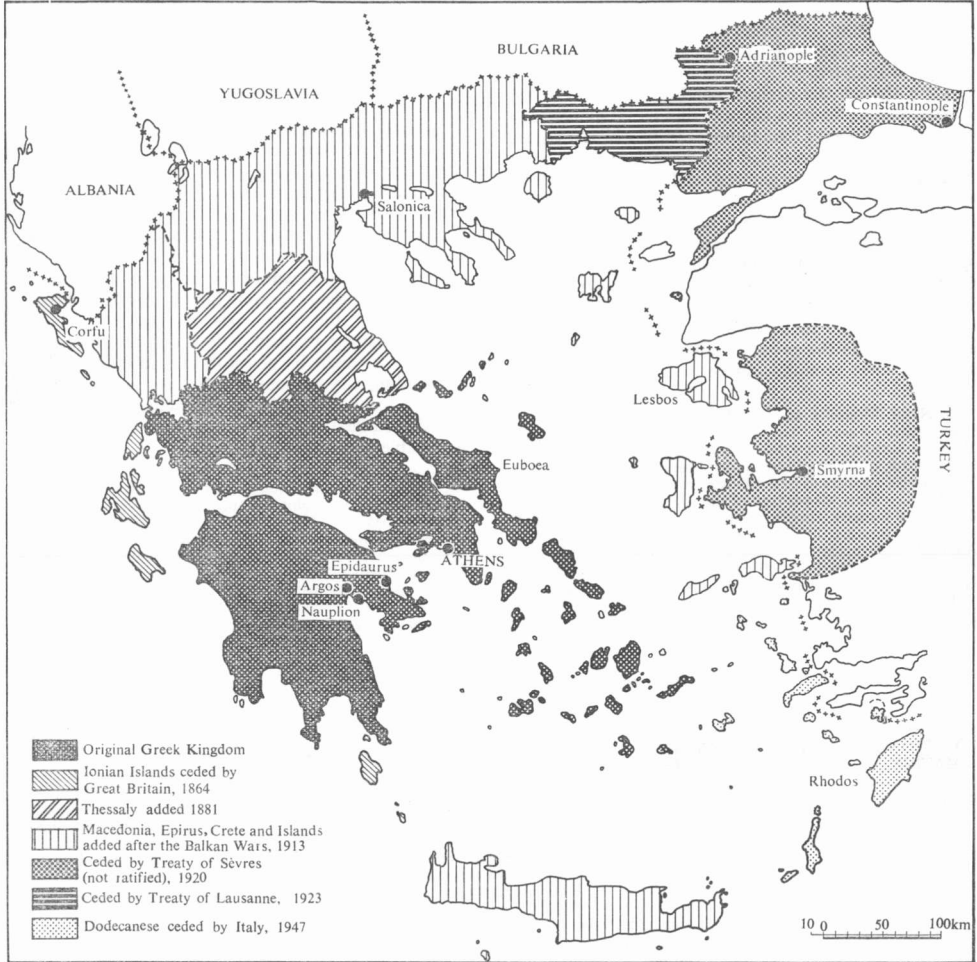 BULGARIA
Adrianople
YUGOSLAVIA
Constantinople
ALBANIA
Salonica
Corfu
Lesbos
TURKEY
Euboea
Smyrna
ATHENS
Epidaurus
Argos
Nauplion
Rhodos
Original Greek Kingdom
Ionian Islands ceded by
Great Britain, 1864
Thessaly added 1881
Macedonia, Epirus, Crete and Islands
added after the Balkan Wars, 1913
Ceded by Treaty of Sèvres
(not ratified), 1920
Ceded by Treaty of Lausanne, 1923
Dodecanese ceded by Italy, 1947
10 0 50 100km